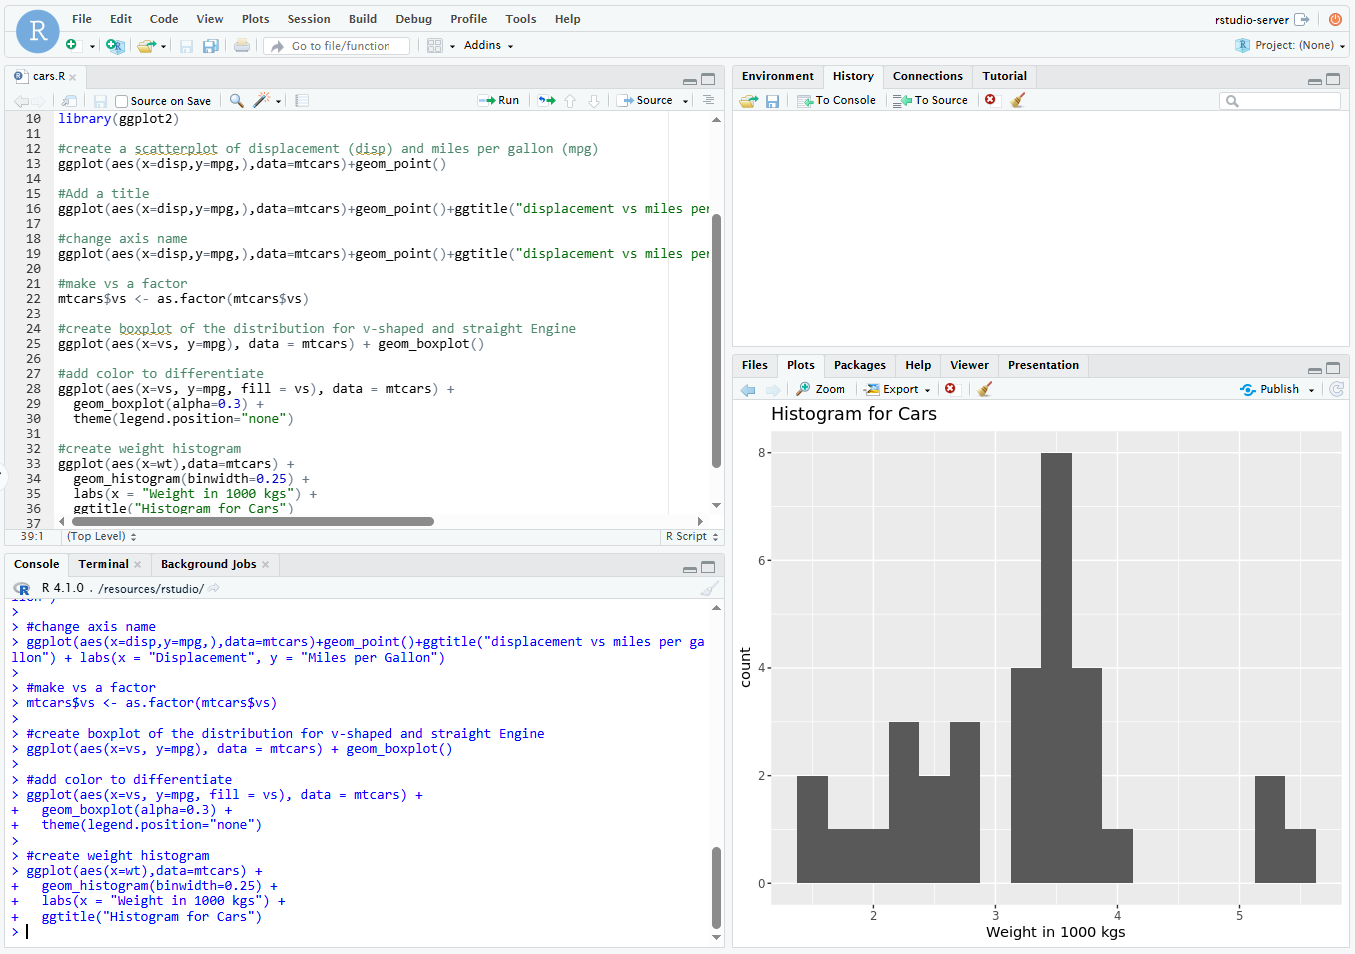 R
File Edit Code View Plots Session Build Debug Profile Tools Help
rstudio-server
Go to file/function
Addins
Project: (None)
cars.R
Source on Save
Run
Source
10 library(ggplot2)
11
12 #create a scatterplot of displacement (disp) and miles per gallon (mpg)
13 ggplot(aes(x=disp,y=mpg,),data=mtcars)+geom_point()
14
15 #Add a title
16 ggplot(aes(x=disp,y=mpg,),data=mtcars)+geom_point()+ggtitle("displacement vs miles per
17
18 #change axis name
19 ggplot(aes(x=disp,y=mpg,),data=mtcars)+geom_point()+ggtitle("displacement vs miles per
20
21 #make vs a factor
22 mtcars$vs <- as.factor(mtcars$vs)
23
24 #create boxplot of the distribution for v-shaped and straight Engine
25 ggplot(aes(x=vs, y=mpg), data = mtcars) + geom_boxplot()
26
27 #add color to differentiate
28 ggplot(aes(x=vs, y=mpg, fill = vs), data = mtcars) +
29   geom_boxplot(alpha=0.3) +
30   theme(legend.position="none")
31
32 #create weight histogram
33 ggplot(aes(x=wt),data=mtcars) +
34   geom_histogram(binwidth=0.25) +
35   labs(x = "Weight in 1000 kgs") +
36   ggtitle("Histogram for Cars")
37
39:1 (Top Level) R Script
Console Terminal Background Jobs
R R 4.1.0 . /resources/rstudio/
llon")
>
> #change axis name
> ggplot(aes(x=disp,y=mpg,),data=mtcars)+geom_point()+ggtitle("displacement vs miles per ga
llon") + labs(x = "Displacement", y = "Miles per Gallon")
>
> #make vs a factor
> mtcars$vs <- as.factor(mtcars$vs)
>
> #create boxplot of the distribution for v-shaped and straight Engine
> ggplot(aes(x=vs, y=mpg), data = mtcars) + geom_boxplot()
>
> #add color to differentiate
> ggplot(aes(x=vs, y=mpg, fill = vs), data = mtcars) +
+   geom_boxplot(alpha=0.3) +
+   theme(legend.position="none")
>
> #create weight histogram
> ggplot(aes(x=wt),data=mtcars) +
+   geom_histogram(binwidth=0.25) +
+   labs(x = "Weight in 1000 kgs") +
+   ggtitle("Histogram for Cars")
>
Environment History Connections Tutorial
To Console To Source
Files Plots Packages Help Viewer Presentation
Zoom Export Publish
Histogram for Cars
8
6
4
2
0
count
2 3 4 5
Weight in 1000 kgs